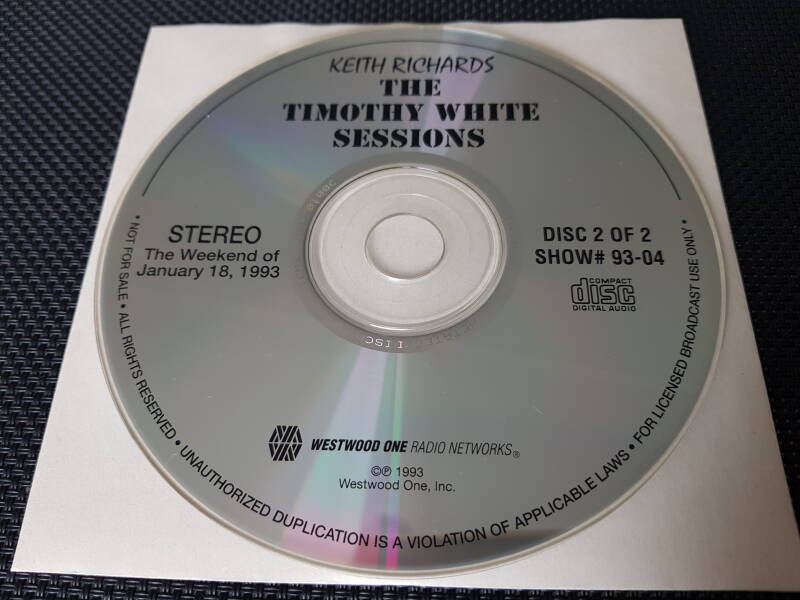 KEITH RICHARDS
THE
TIMOTHY WHITE
SESSIONS
STEREO
The Weekend of
January 18, 1993
DISC 2 OF 2
SHOW# 93-04
COMPACT
disc
DIGITAL AUDIO
WESTWOOD ONE RADIO NETWORKS®
©℗ 1993
Westwood One, Inc.
• NOT FOR SALE • ALL RIGHTS RESERVED • UNAUTHORIZED DUPLICATION IS A VIOLATION OF APPLICABLE LAWS • FOR LICENSED BROADCAST USE ONLY •